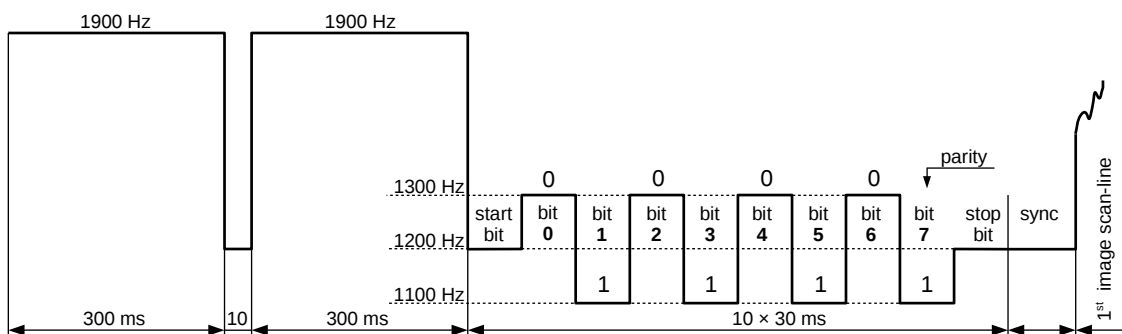 1900 Hz
1900 Hz
parity
0
0
0
0
1300 Hz
start bit
bit 0
bit 1
bit 2
bit 3
bit 4
bit 5
bit 6
bit 7
stop bit
sync
1200 Hz
1
1
1
1
1100 Hz
300 ms
10
300 ms
10 × 30 ms
1st image scan-line